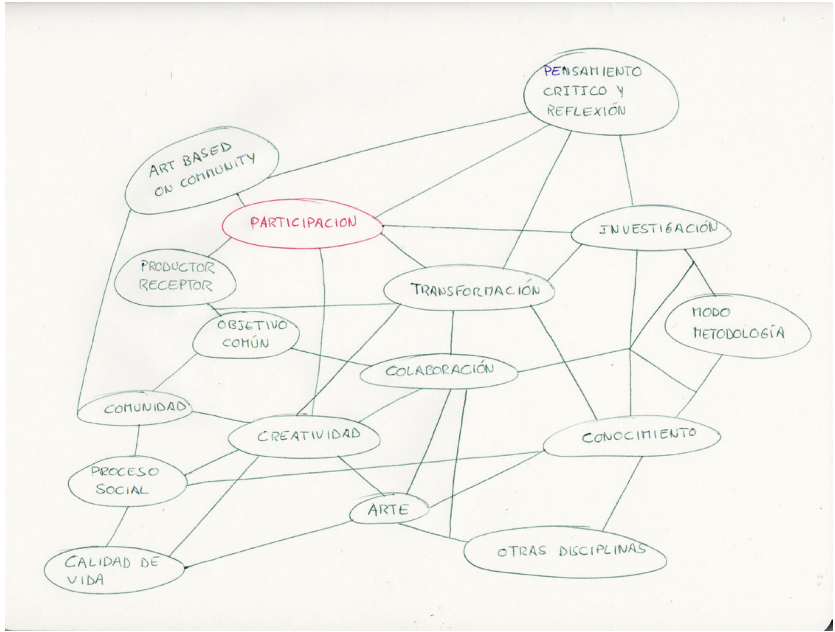 PENSAMIENTO
CRITICO Y
REFLEXIÓN
ART BASED
ON COMMUNITY
PARTICIPACION
INVESTIGACIÓN
PRODUCTOR
RECEPTOR
TRANSFORMACIÓN
MODO
METODOLOGÍA
OBJETIVO
COMÚN
COLABORACIÓN
COMUNIDAD
CREATIVIDAD
CONOCIMIENTO
PROCESO
SOCIAL
ARTE
OTRAS DISCIPLINAS
CALIDAD DE
VIDA